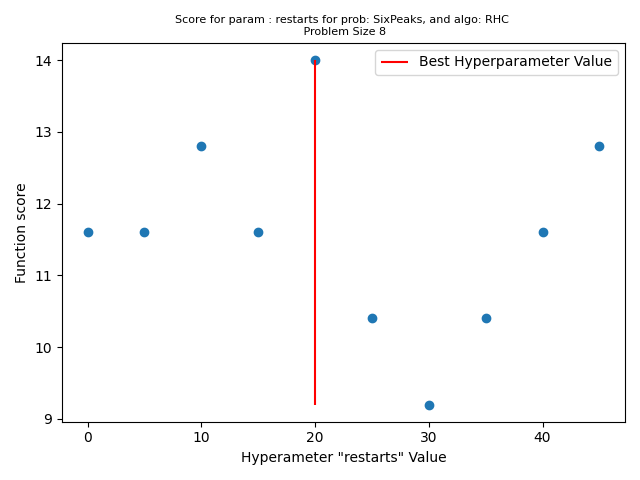 Score for param : restarts for prob: SixPeaks, and algo: RHC
Problem Size 8
Best Hyperparameter Value
14
13
12
11
10
9
Function score
0 10 20 30 40
Hyperameter "restarts" Value